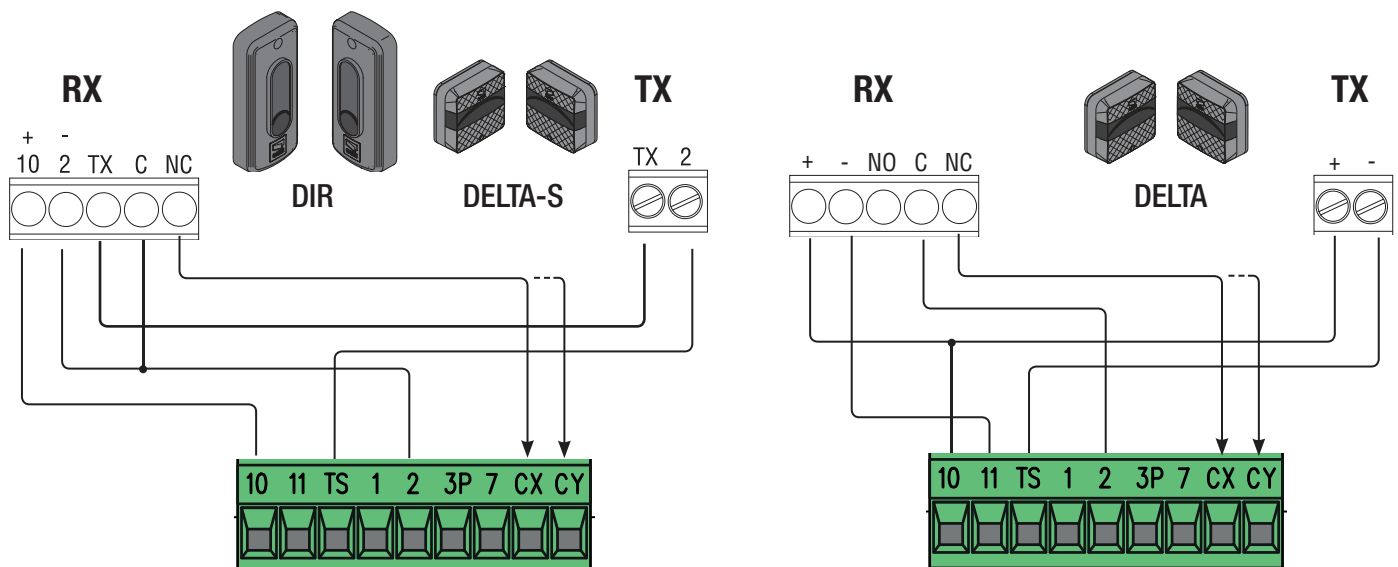 RX
+ -
10 2 TX C NC
DIR
DELTA-S
TX
TX 2
10 11 TS 1 2 3P 7 CX CY
RX
+ - NO C NC
DELTA
TX
+ -
10 11 TS 1 2 3P 7 CX CY